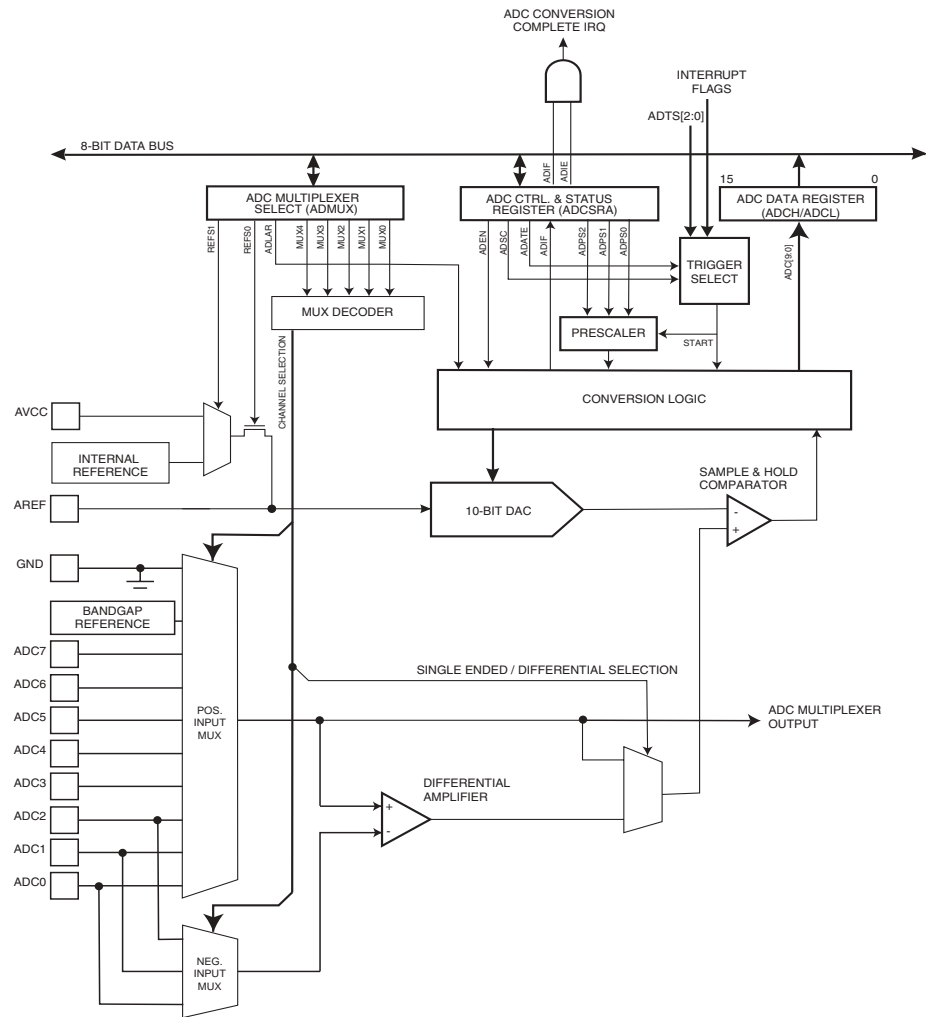 ADC CONVERSION
COMPLETE IRQ
INTERRUPT
FLAGS
ADTS[2:0]
8-BIT DATA BUS
ADIF
ADIE
15
0
ADC MULTIPLEXER
SELECT (ADMUX)
ADC CTRL. & STATUS
REGISTER (ADCSRA)
ADC DATA REGISTER
(ADCH/ADCL)
REFS1
REFS0
ADLAR
MUX4
MUX3
MUX2
MUX1
MUX0
ADEN
ADSC
ADATE
ADIF
ADPS2
ADPS1
ADPS0
ADC[9:0]
TRIGGER
SELECT
MUX DECODER
PRESCALER
START
CHANNEL SELECTION
CONVERSION LOGIC
AVCC
INTERNAL
REFERENCE
SAMPLE & HOLD
COMPARATOR
AREF
10-BIT DAC
-
+
GND
BANDGAP
REFERENCE
ADC7
SINGLE ENDED / DIFFERENTIAL SELECTION
ADC6
ADC5
POS.
INPUT
MUX
ADC MULTIPLEXER
OUTPUT
ADC4
ADC3
DIFFERENTIAL
AMPLIFIER
ADC2
+
-
ADC1
ADC0
NEG.
INPUT
MUX